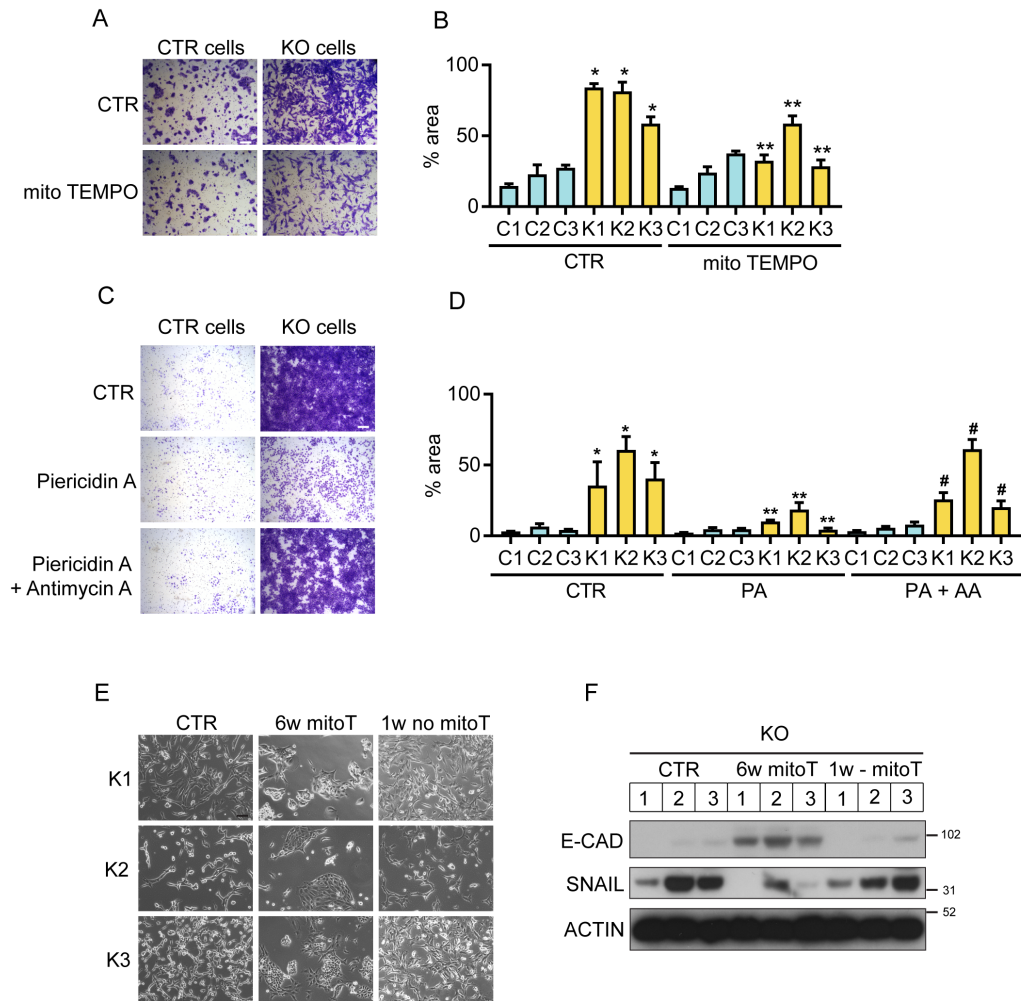 A
CTR cells KO cells
CTR
mito TEMPO
B
100
50
0
% area
* * * ** ** **
C1 C2 C3 K1 K2 K3 C1 C2 C3 K1 K2 K3
CTR mito TEMPO
C
CTR cells KO cells
CTR
Piericidin A
Piericidin A
+ Antimycin A
D
100
50
0
% area
* * * ** ** ** # # #
C1 C2 C3 K1 K2 K3 C1 C2 C3 K1 K2 K3 C1 C2 C3 K1 K2 K3
CTR PA PA + AA
E
CTR 6w mitoT 1w no mitoT
K1
K2
K3
F
KO
CTR 6w mitoT 1w - mitoT
1 2 3 1 2 3 1 2 3
E-CAD 102
SNAIL 31
52
ACTIN